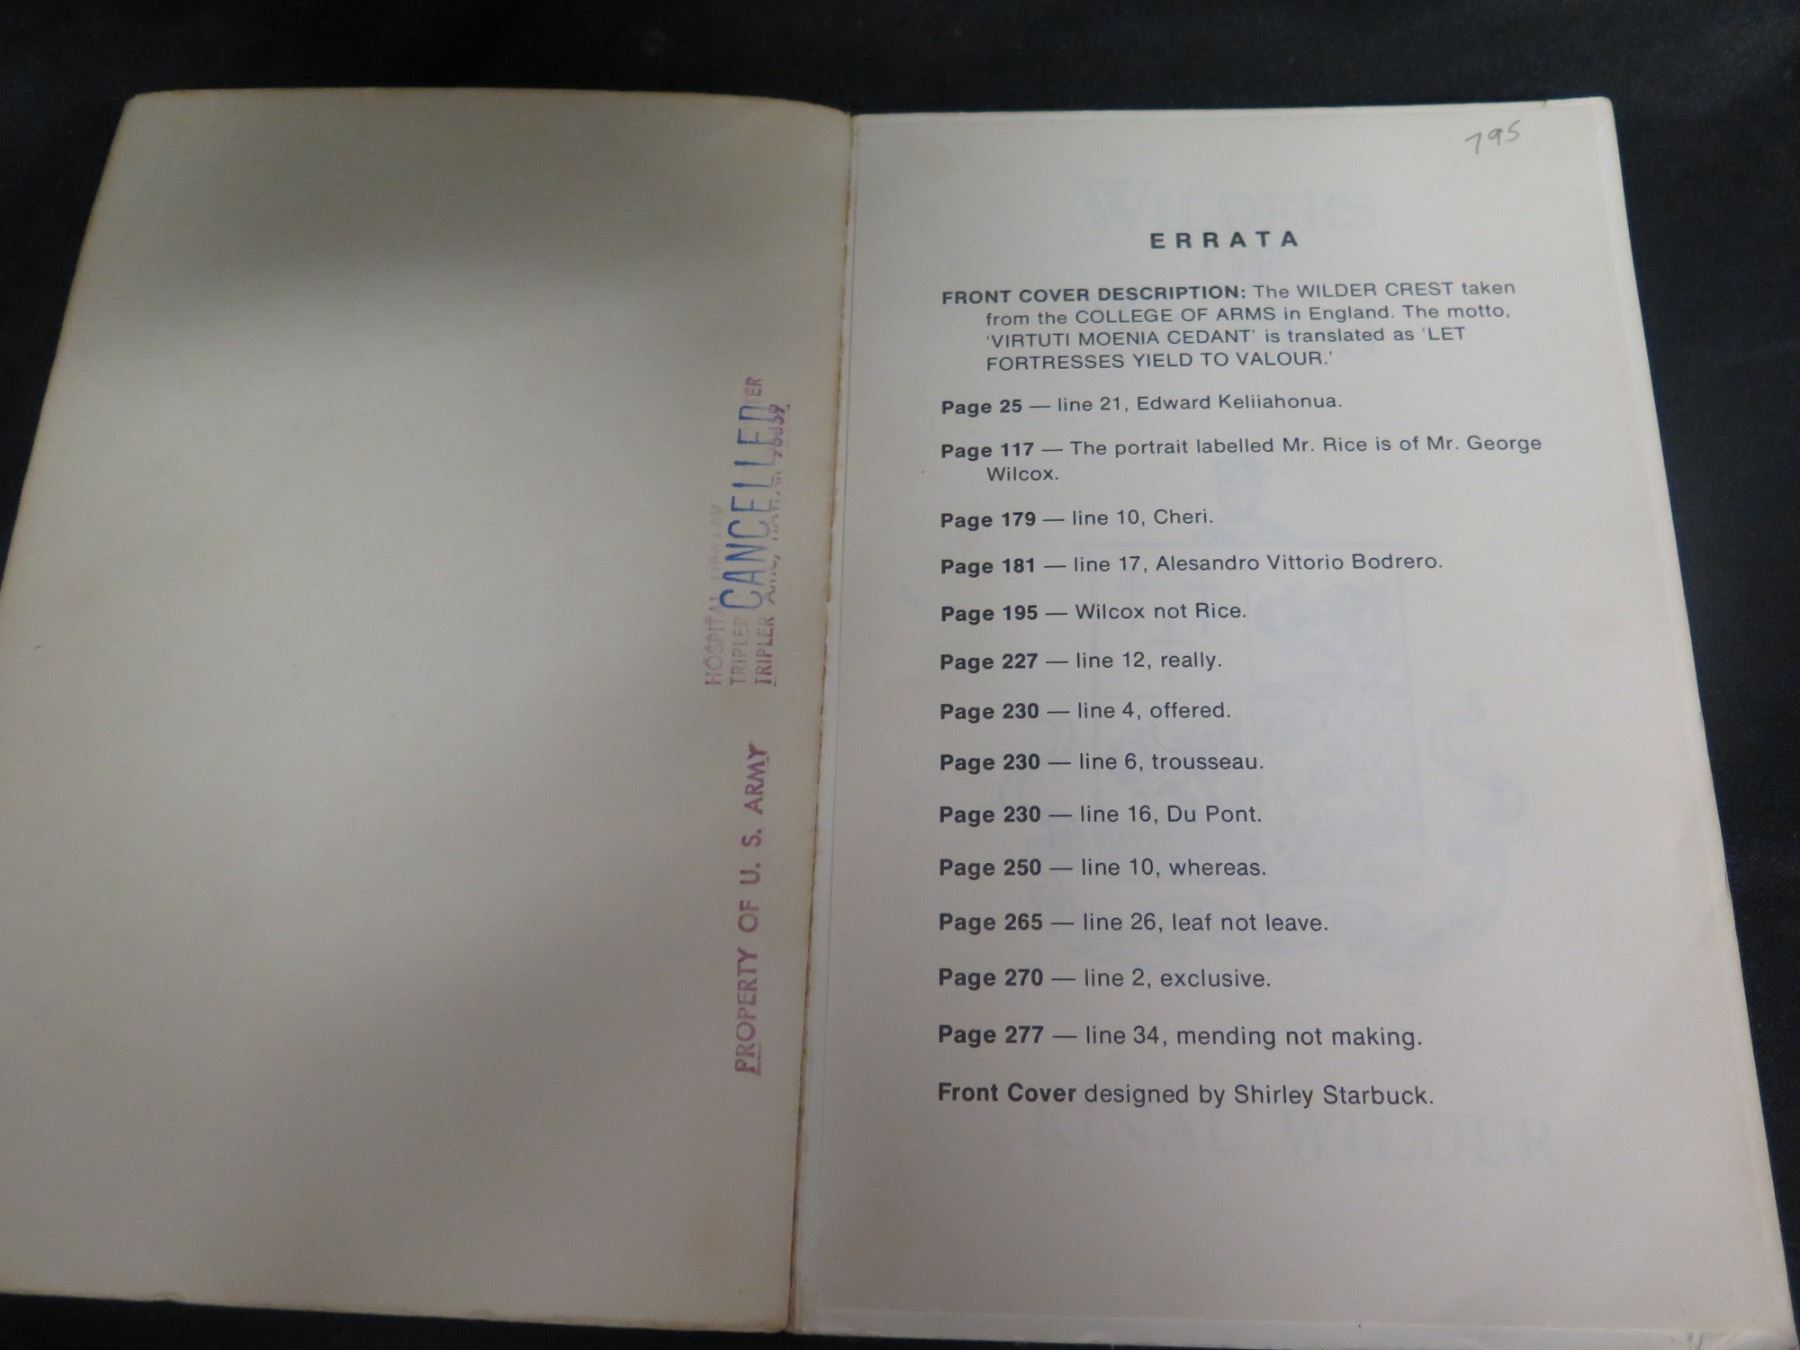 HOSPITAL
TRIPLER
TRIPLER
CANCELLED
PROPERTY OF U. S. ARMY
795
ERRATA
FRONT COVER DESCRIPTION: The WILDER CREST taken
from the COLLEGE OF ARMS in England. The motto,
'VIRTUTI MOENIA CEDANT' is translated as 'LET
FORTRESSES YIELD TO VALOUR.'
Page 25 — line 21, Edward Keliiahonua.
Page 117 — The portrait labelled Mr. Rice is of Mr. George
Wilcox.
Page 179 — line 10, Cheri.
Page 181 — line 17, Alesandro Vittorio Bodrero.
Page 195 — Wilcox not Rice.
Page 227 — line 12, really.
Page 230 — line 4, offered.
Page 230 — line 6, trousseau.
Page 230 — line 16, Du Pont.
Page 250 — line 10, whereas.
Page 265 — line 26, leaf not leave.
Page 270 — line 2, exclusive.
Page 277 — line 34, mending not making.
Front Cover designed by Shirley Starbuck.